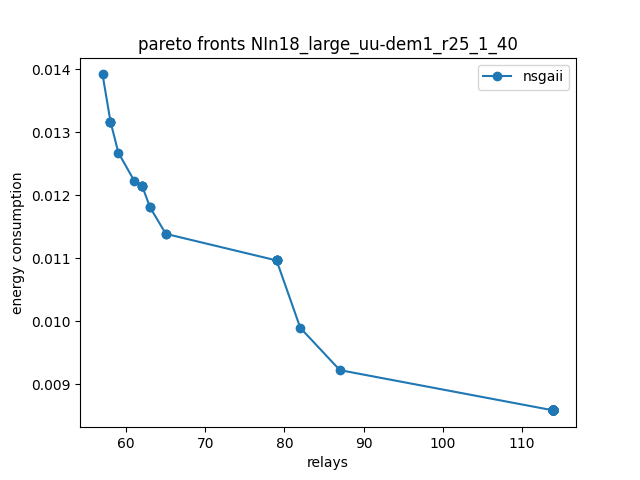 pareto fronts NIn18_large_uu-dem1_r25_1_40
nsgaii
0.014
0.013
0.012
0.011
0.010
0.009
energy consumption
60 70 80 90 100 110
relays